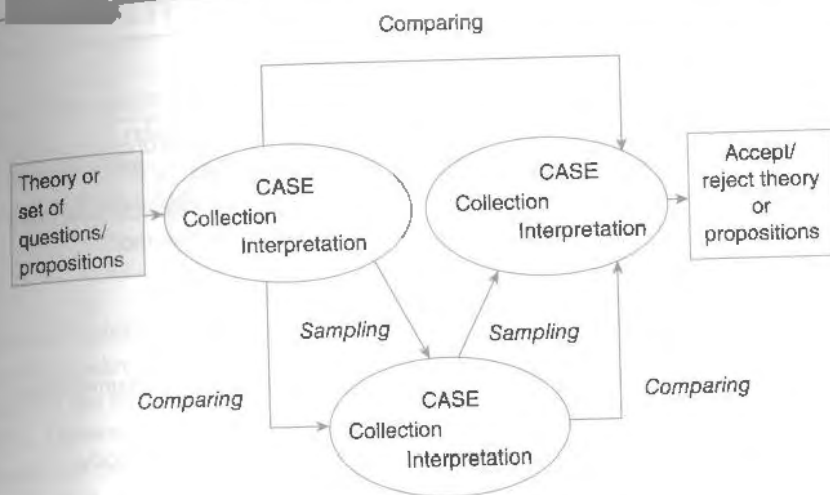 Comparing
Theory or
set of
questions/
propositions
CASE
Collection
Interpretation
CASE
Collection
Interpretation
Accept/
reject theory
or
propositions
Sampling
Sampling
Comparing
Comparing
CASE
Collection
Interpretation